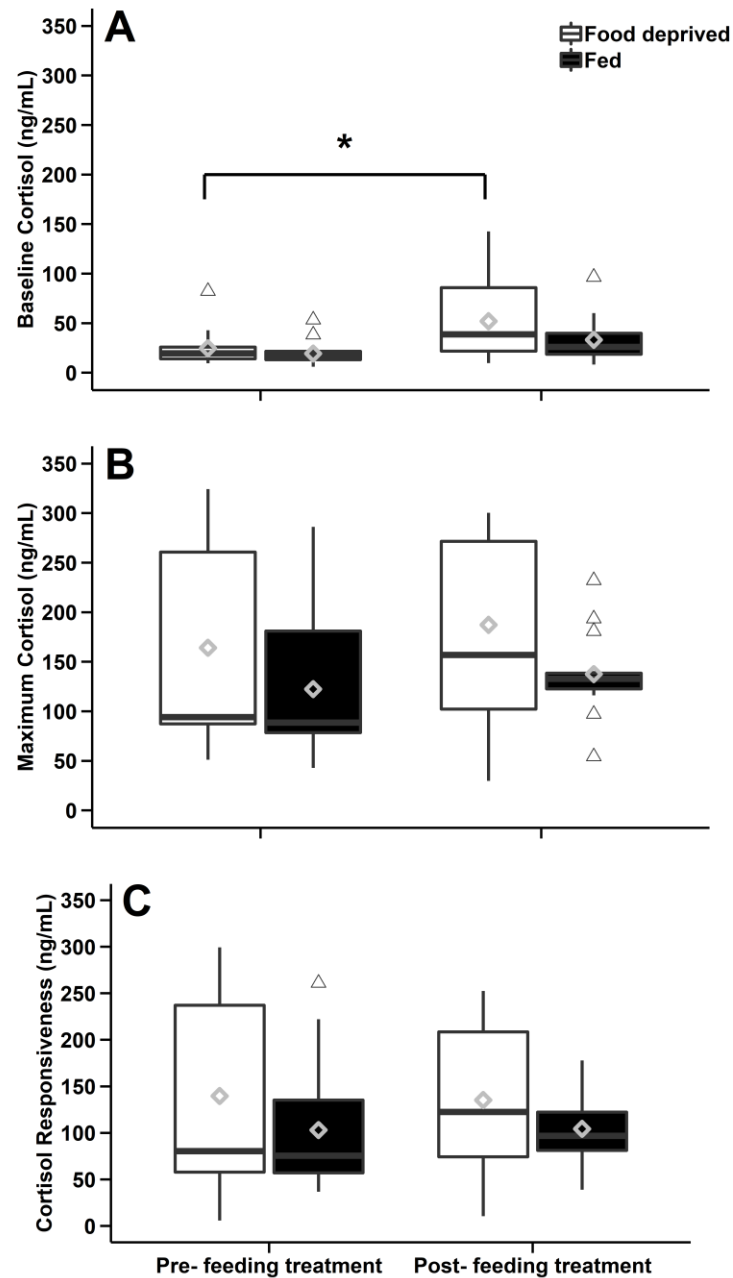 A
Food deprived
Fed
Baseline Cortisol (ng/mL)
350
300
250
200
150
100
50
0
*
B
Maximum Cortisol (ng/mL)
350
300
250
200
150
100
50
0
C
Cortisol Responsiveness (ng/mL)
350
300
250
200
150
100
50
0
Pre- feeding treatment
Post- feeding treatment